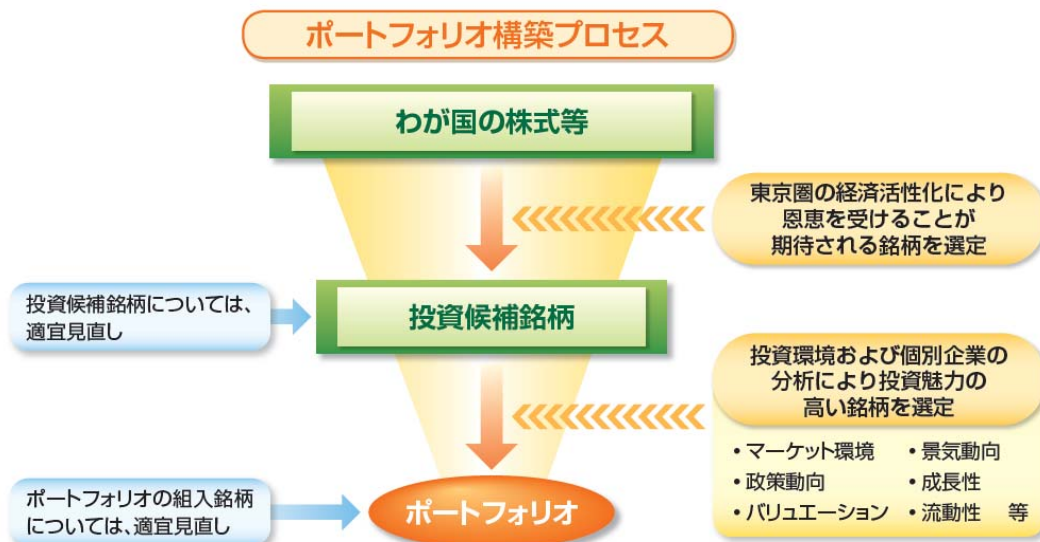 ポートフォリオ構築プロセス
わが国の株式等
東京圏の経済活性化により
恩恵を受けることが
期待される銘柄を選定
投資候補銘柄については、
適宜見直し
投資候補銘柄
投資環境および個別企業の
分析により投資魅力の
高い銘柄を選定
・マーケット環境 ・景気動向
・政策動向 ・成長性
・バリュエーション ・流動性 等
ポートフォリオの組入銘柄
については、適宜見直し
ポートフォリオ